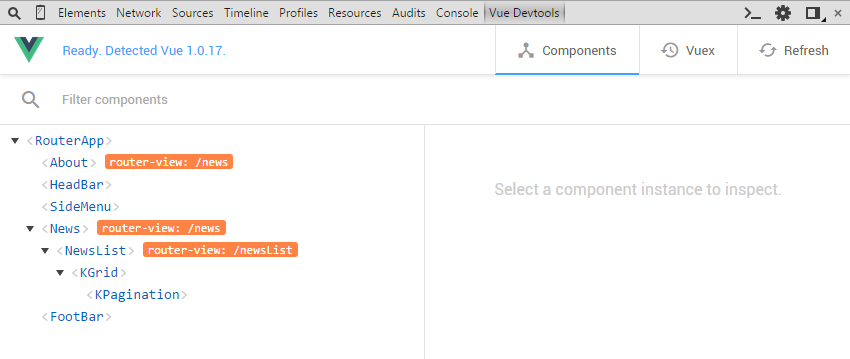 Elements Network Sources Timeline Profiles Resources Audits Console Vue Devtools
Ready. Detected Vue 1.0.17. Components Vuex Refresh
Filter components
<RouterApp>
<About> router-view: /news
<HeadBar>
<SideMenu>
<News> router-view: /news
<NewsList> router-view: /newsList
<KGrid>
<KPagination>
<FootBar>
Select a component instance to inspect.